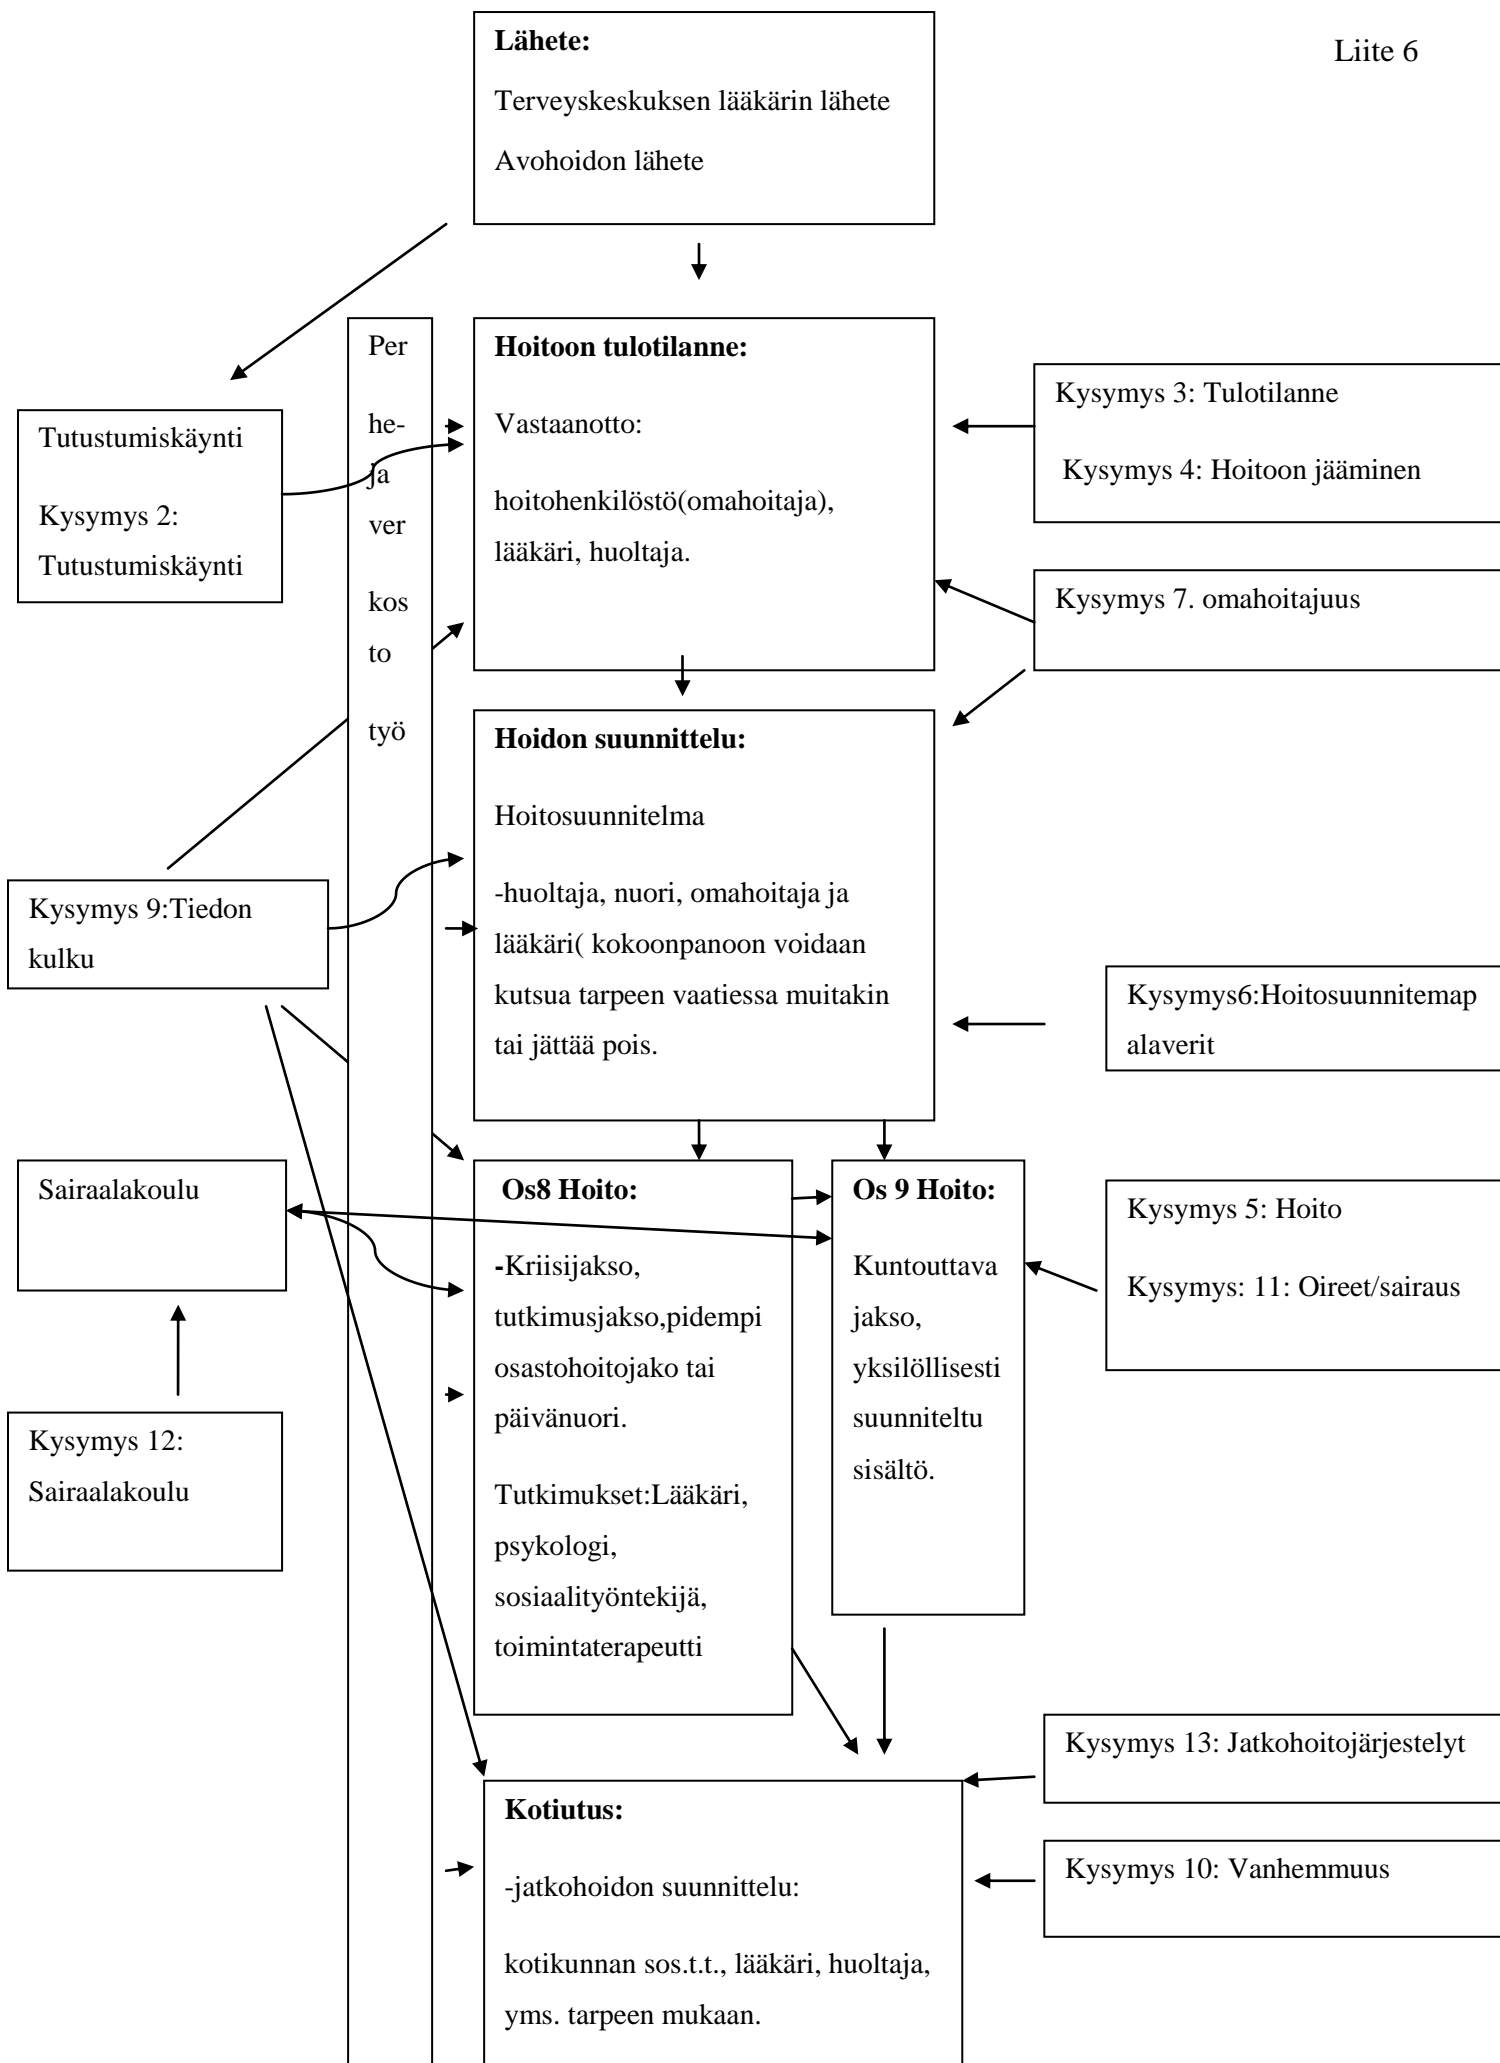 Liite 6
Lähete:
Terveyskeskuksen lääkärin lähete
Avohoidon lähete
Per
he-
ja
ver
kos
to
työ
Hoitoon tulotilanne:
Vastaanotto:
hoitohenkilöstö(omahoitaja),
lääkäri, huoltaja.
Tutustumiskäynti
Kysymys 2:
Tutustumiskäynti
Kysymys 3: Tulotilanne
Kysymys 4: Hoitoon jääminen
Kysymys 7. omahoitajuus
Hoidon suunnittelu:
Hoitosuunnitelma
-huoltaja, nuori, omahoitaja ja
lääkäri( kokoonpanoon voidaan
kutsua tarpeen vaatiessa muitakin
tai jättää pois.
Kysymys 9:Tiedon
kulku
Kysymys6:Hoitosuunnitemap
alaverit
Sairaalakoulu
Os8 Hoito:
-Kriisijakso,
tutkimusjakso,pidempi
osastohoitojako tai
päivänuori.
Tutkimukset:Lääkäri,
psykologi,
sosiaalityöntekijä,
toimintaterapeutti
Os 9 Hoito:
Kuntouttava
jakso,
yksilöllisesti
suunniteltu
sisältö.
Kysymys 5: Hoito
Kysymys: 11: Oireet/sairaus
Kysymys 12:
Sairaalakoulu
Kysymys 13: Jatkohoitojärjestelyt
Kotiutus:
-jatkohoidon suunnittelu:
kotikunnan sos.t.t., lääkäri, huoltaja,
yms. tarpeen mukaan.
Kysymys 10: Vanhemmuus